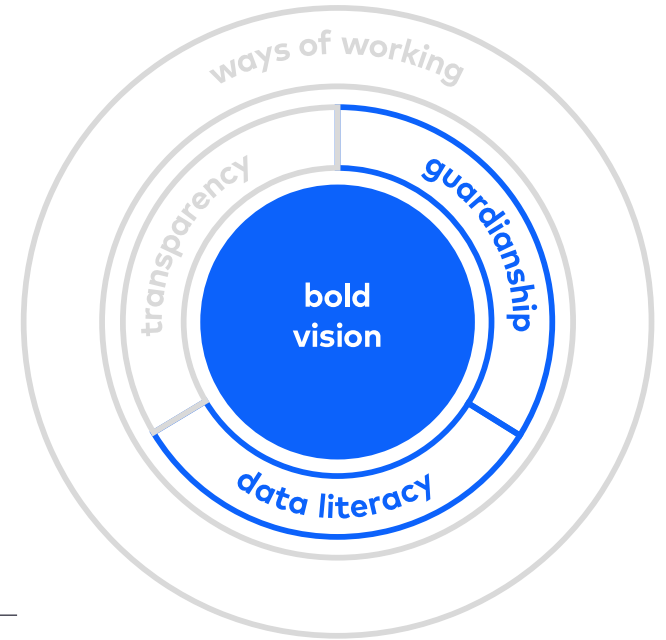 ways of working
transparency
guardianship
bold
vision
data literacy